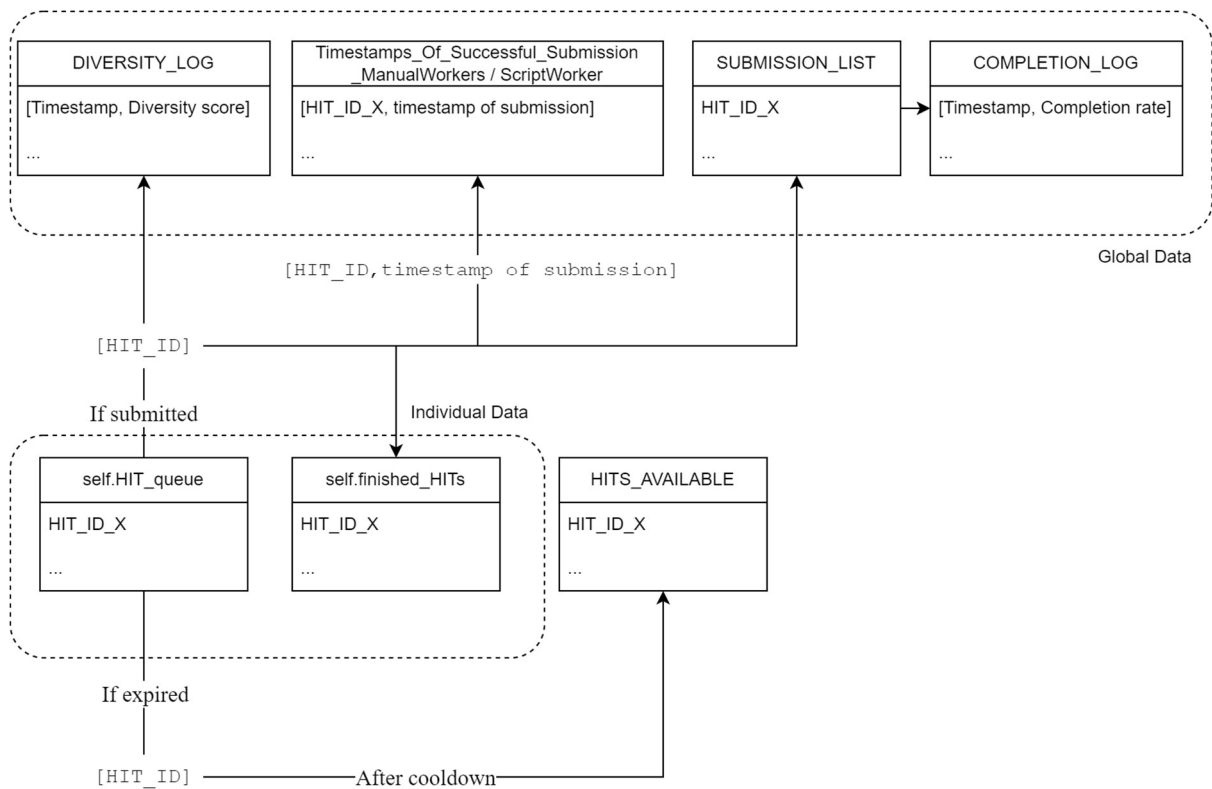 DIVERSITY_LOG
[Timestamp, Diversity score]
...
Timestamps_Of_Successful_Submission
_ManualWorkers / ScriptWorker
[HIT_ID_X, timestamp of submission]
...
SUBMISSION_LIST
HIT_ID_X
...
COMPLETION_LOG
[Timestamp, Completion rate]
...
Global Data
[HIT_ID,timestamp of submission]
[HIT_ID]
If submitted
Individual Data
self.HIT_queue
HIT_ID_X
...
self.finished_HITs
HIT_ID_X
...
HITS_AVAILABLE
HIT_ID_X
...
If expired
[HIT_ID]
After cooldown